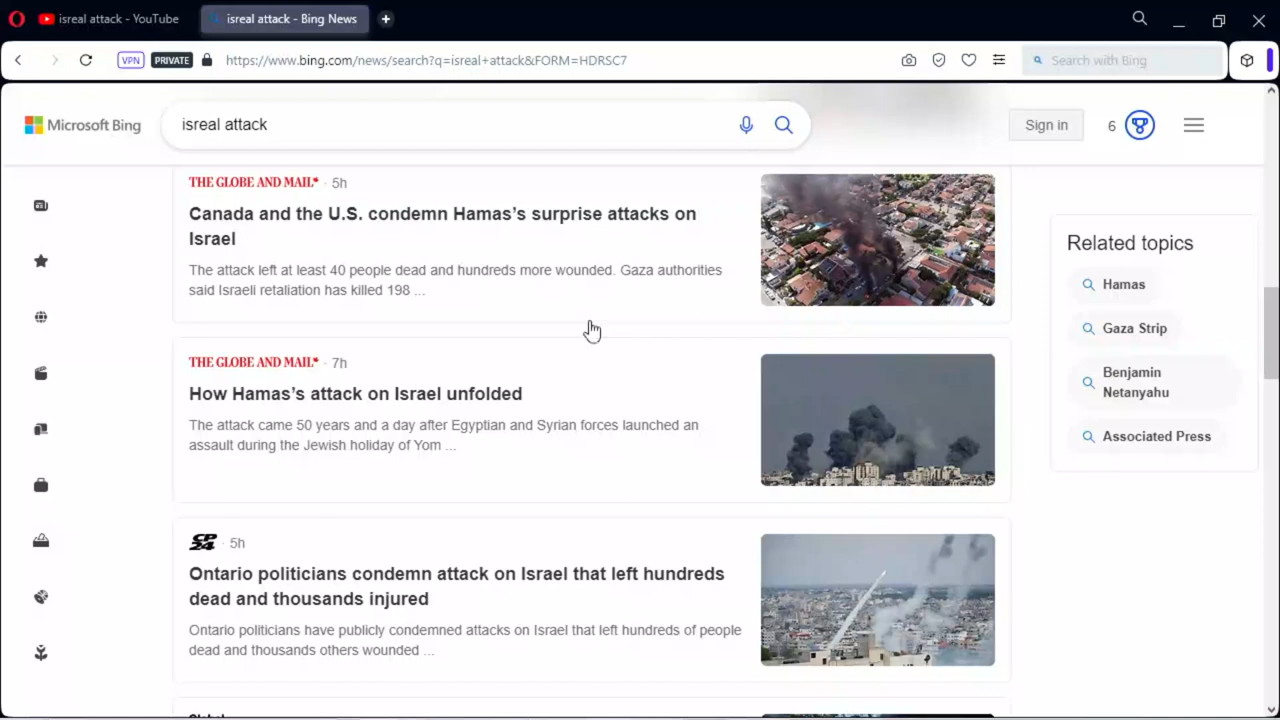 isreal attack - YouTube
isreal attack - Bing News
VPN
PRIVATE
https://www.bing.com/news/search?q=isreal+attack&FORM=HDRSC7
Search with Bing
Microsoft Bing
isreal attack
Sign in
6
THE GLOBE AND MAIL* · 5h
Canada and the U.S. condemn Hamas’s surprise attacks on
Israel
The attack left at least 40 people dead and hundreds more wounded. Gaza authorities
said Israeli retaliation has killed 198 ...
THE GLOBE AND MAIL* · 7h
How Hamas’s attack on Israel unfolded
The attack came 50 years and a day after Egyptian and Syrian forces launched an
assault during the Jewish holiday of Yom ...
CP24 · 5h
Ontario politicians condemn attack on Israel that left hundreds
dead and thousands injured
Ontario politicians have publicly condemned attacks on Israel that left hundreds of people
dead and thousands others wounded ...
Related topics
Hamas
Gaza Strip
Benjamin
Netanyahu
Associated Press